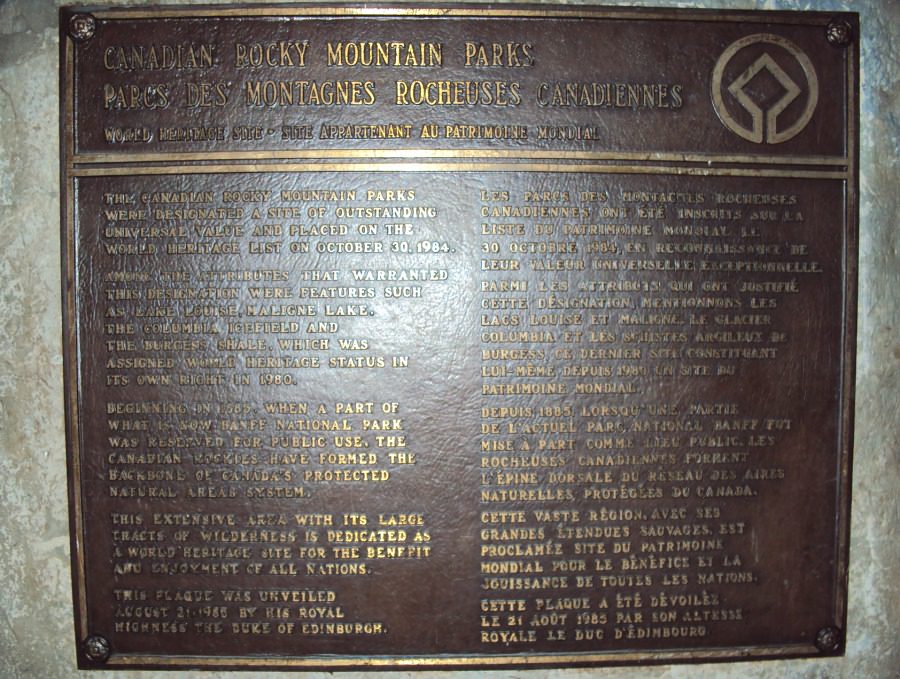 CANADIAN ROCKY MOUNTAIN PARKS
PARCS DES MONTAGNES ROCHEUSES CANADIENNES
WORLD HERITAGE SITE - SITE APPARTENANT AU PATRIMOINE MONDIAL
THE CANADIAN ROCKY MOUNTAIN PARKS
WERE DESIGNATED A SITE OF OUTSTANDING
UNIVERSAL VALUE AND PLACED ON THE
WORLD HERITAGE LIST ON OCTOBER 30, 1984.
AMONG THE ATTRIBUTES THAT WARRANTED
THIS DESIGNATION WERE FEATURES SUCH
AS LAKE LOUISE, MALIGNE LAKE,
THE COLUMBIA ICEFIELD AND
THE BURGESS SHALE, WHICH WAS
ASSIGNED WORLD HERITAGE STATUS IN
ITS OWN RIGHT IN 1980.
BEGINNING IN 1885, WHEN A PART OF
WHAT IS NOW BANFF NATIONAL PARK
WAS RESERVED FOR PUBLIC USE, THE
CANADIAN ROCKIES HAVE FORMED THE
BACKBONE OF CANADA'S PROTECTED
NATURAL AREAS SYSTEM.
THIS EXTENSIVE AREA WITH ITS LARGE
TRACTS OF WILDERNESS IS DEDICATED AS
A WORLD HERITAGE SITE FOR THE BENEFIT
AND ENJOYMENT OF ALL NATIONS.
THIS PLAQUE WAS UNVEILED
AUGUST 21, 1985 BY HIS ROYAL
HIGHNESS THE DUKE OF EDINBURGH.
LES PARCS DES MONTAGNES ROCHEUSES
CANADIENNES ONT ÉTÉ INSCRITS SUR LA
LISTE DU PATRIMOINE MONDIAL LE
30 OCTOBRE 1984, EN RECONNAISSANCE DE
LEUR VALEUR UNIVERSELLE EXCEPTIONNELLE.
PARMI LES ATTRIBUTS QUI ONT JUSTIFIÉ
CETTE DÉSIGNATION, MENTIONNONS LES
LACS LOUISE ET MALIGNE, LE GLACIER
COLUMBIA ET LES SCHISTES ARGILEUX DE
BURGESS, CE DERNIER SITE CONSTITUANT
LUI-MÊME DEPUIS 1980 UN SITE DU
PATRIMOINE MONDIAL.
DEPUIS 1885, LORSQU'UNE PARTIE
DE L'ACTUEL PARC NATIONAL BANFF FUT
MISE À PART COMME LIEU PUBLIC, LES
ROCHEUSES CANADIENNES FORMENT
L'ÉPINE DORSALE DU RÉSEAU DES AIRES
NATURELLES PROTÉGÉES DU CANADA.
CETTE VASTE RÉGION, AVEC SES
GRANDES ÉTENDUES SAUVAGES, EST
PROCLAMÉE SITE DU PATRIMOINE
MONDIAL POUR LE BÉNÉFICE ET LA
JOUISSANCE DE TOUTES LES NATIONS.
CETTE PLAQUE A ÉTÉ DÉVOILÉE
LE 21 AOÛT 1985 PAR SON ALTESSE
ROYALE LE DUC D'ÉDIMBOURG.